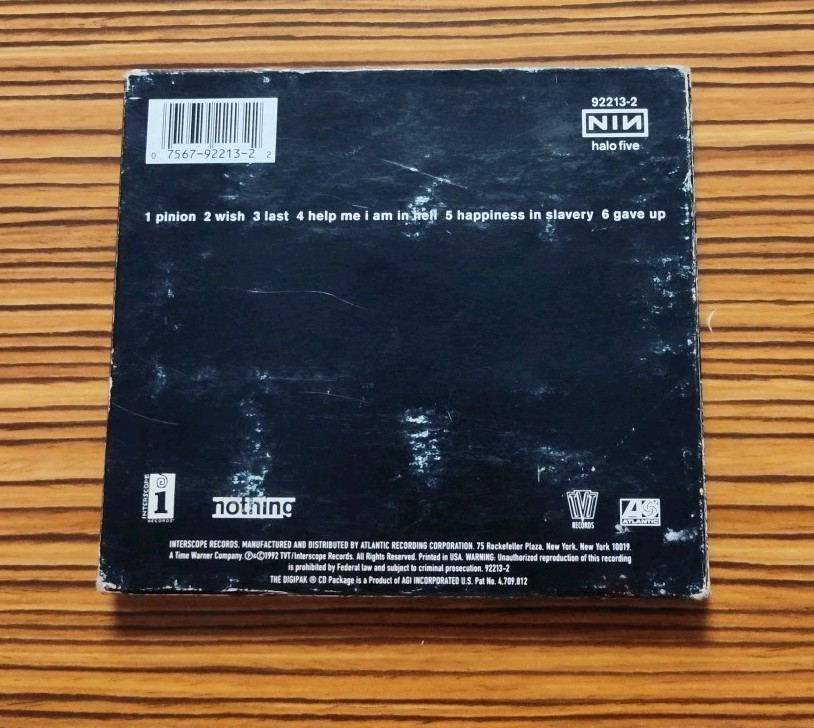 0 7567-92213-2 2
92213-2
NIN
halo five
1 pinion 2 wish 3 last 4 help me i am in hell 5 happiness in slavery 6 gave up
INTERSCOPE
1
RECORDS
nothing
TVT
RECORDS
ATLANTIC
INTERSCOPE RECORDS. MANUFACTURED AND DISTRIBUTED BY ATLANTIC RECORDING CORPORATION. 75 Rockefeller Plaza, New York, New York 10019.
A Time Warner Company. ℗&©1992 TVT/Interscope Records. All Rights Reserved. Printed in USA. WARNING: Unauthorized reproduction of this recording
is prohibited by Federal law and subject to criminal prosecution. 92213-2
THE DIGIPAK ® CD Package is a Product of AGI INCORPORATED U.S. Pat No. 4,709,812